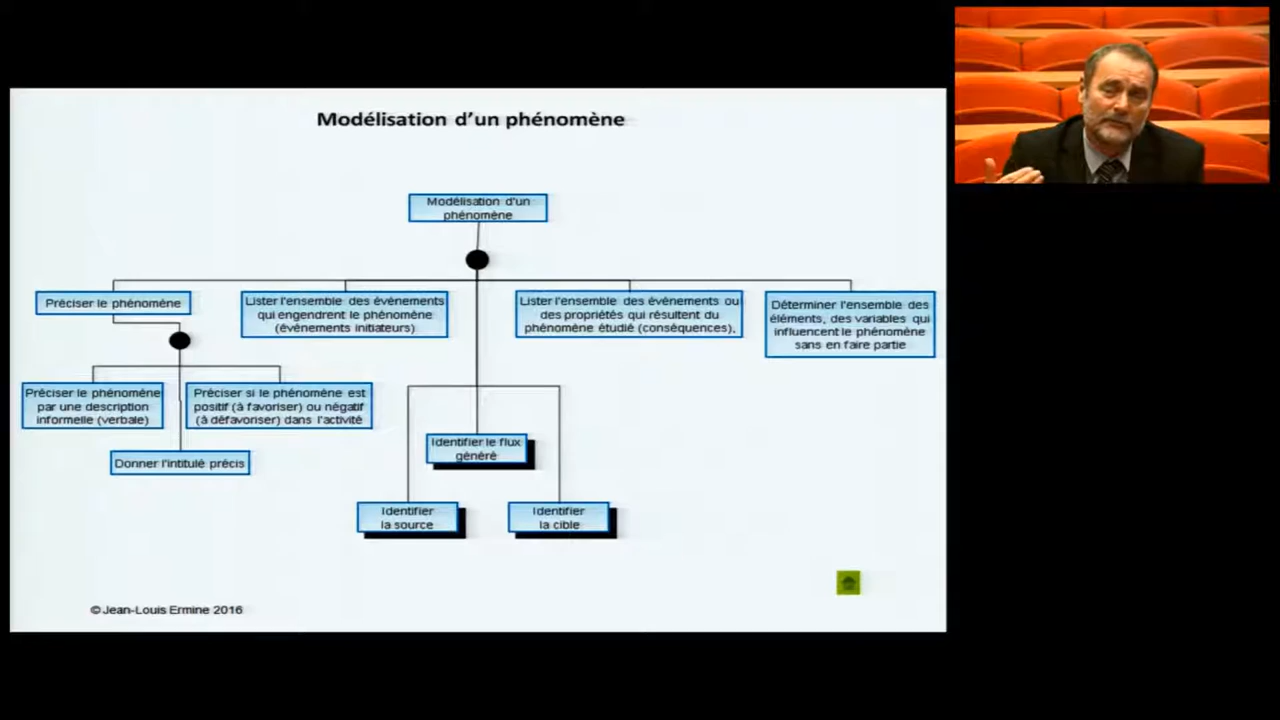 Modélisation d'un phénomène
Modélisation d'un
phénomène
Préciser le phénomène
Lister l'ensemble des événements
qui engendrent le phénomène
(événements initiateurs)
Lister l'ensemble des événements ou
des propriétés qui résultent du
phénomène étudié (conséquences),
Déterminer l'ensemble des
éléments, des variables qui
influencent le phénomène
sans en faire partie
Préciser le phénomène
par une description
informelle (verbale)
Préciser si le phénomène est
positif (à favoriser) ou négatif
(à défavoriser) dans l'activité
Donner l'intitulé précis
Identifier le flux
généré
Identifier
la source
Identifier
la cible
© Jean-Louis Ermine 2016